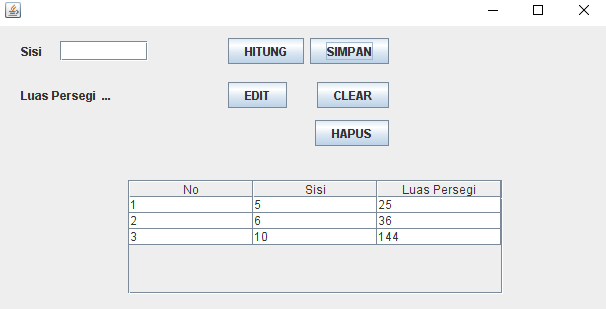 Sisi HITUNG SIMPAN
Luas Persegi ... EDIT CLEAR
HAPUS
No Sisi Luas Persegi
1 5 25
2 6 36
3 10 144